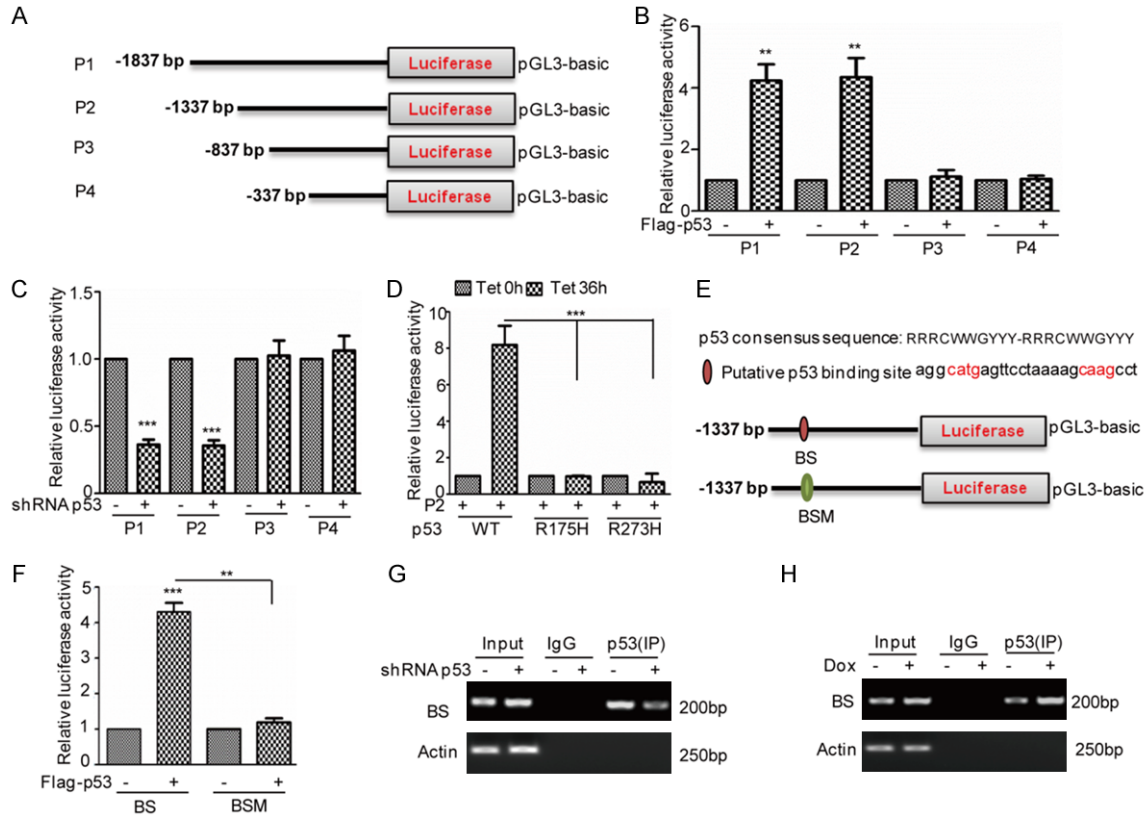 A
P1 -1837 bp Luciferase pGL3-basic
P2 -1337 bp Luciferase pGL3-basic
P3 -837 bp Luciferase pGL3-basic
P4 -337 bp Luciferase pGL3-basic
B
Relative luciferase activity
6
4
2
0
** **
Flag-p53 - + - + - + - +
P1 P2 P3 P4
C
Relative luciferase activity
1.5
1.0
0.5
0
*** ***
shRNA p53 - + - + - + - +
P1 P2 P3 P4
D
Tet 0h Tet 36h
Relative luciferase activity
10
8
6
4
2
0
***
P2 + + + + + +
p53 WT R175H R273H
E
p53 consensus sequence: RRRCWWGYYY-RRRCWWGYYY
Putative p53 binding site aggcatgagttcctaaaagcaagcct
-1337 bp Luciferase pGL3-basic
BS
-1337 bp Luciferase pGL3-basic
BSM
F
Relative luciferase activity
5
4
2
1
0
*** **
Flag-p53 - + - +
BS BSM
G
Input IgG p53(IP)
shRNA p53 - + - + - +
BS 200bp
Actin 250bp
H
Input IgG p53(IP)
Dox - + - + - +
BS 200bp
Actin 250bp